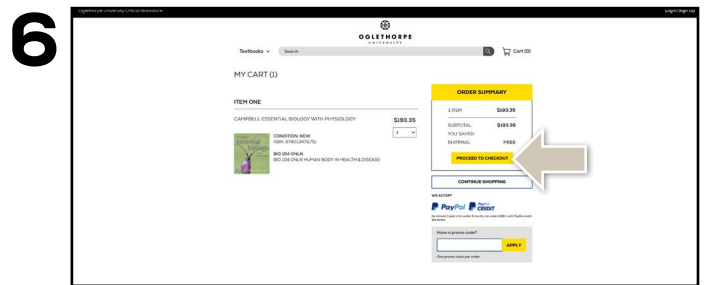 6
Oglethorpe University Official Bookstore
Login/Sign Up
OGLETHORPE
UNIVERSITY
Textbooks
Search
Cart (0)
MY CART (1)
ITEM ONE
CAMPBELL ESSENTIAL BIOLOGY WITH PHYSIOLOGY
$193.35
1
CONDITION: NEW
BIO 104 ONLN
BIO 104 ONLN HUMAN BODY IN HEALTH & DISEASE
essential
biology
ORDER SUMMARY
1 ITEM $193.35
SUBTOTAL: $193.35
YOU SAVED:
SHIPPING: FREE
PROCEED TO CHECKOUT
CONTINUE SHOPPING
WE ACCEPT
PayPal PayPal CREDIT
Have a promo code?
APPLY
One promo code per order.